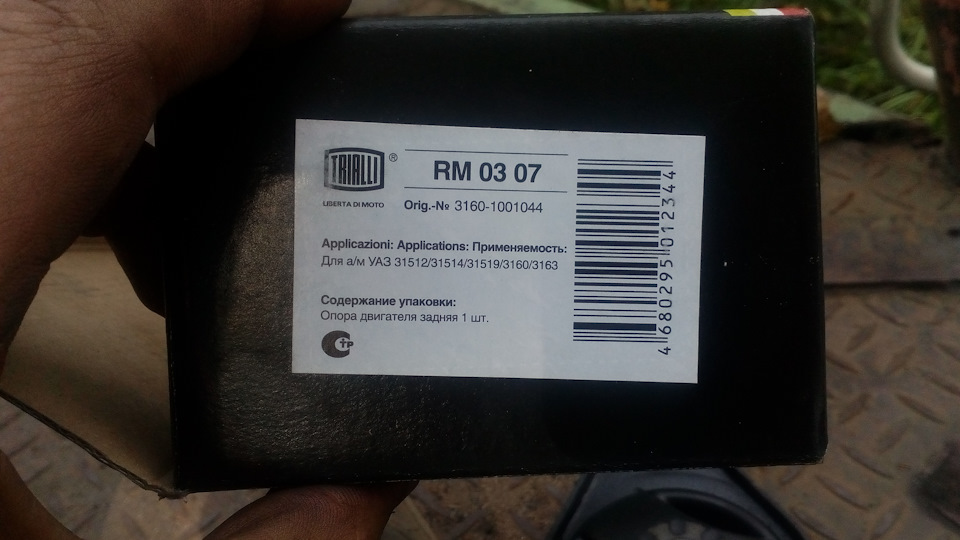 TRIALLI®
LIBERTA DI MOTO
RM 03 07
Orig.-№ 3160-1001044
Applicazioni: Applications: Применяемость:
Для а/м УАЗ 31512/31514/31519/3160/3163
Содержание упаковки:
Опора двигателя задняя 1 шт.
СТР
4680295012344